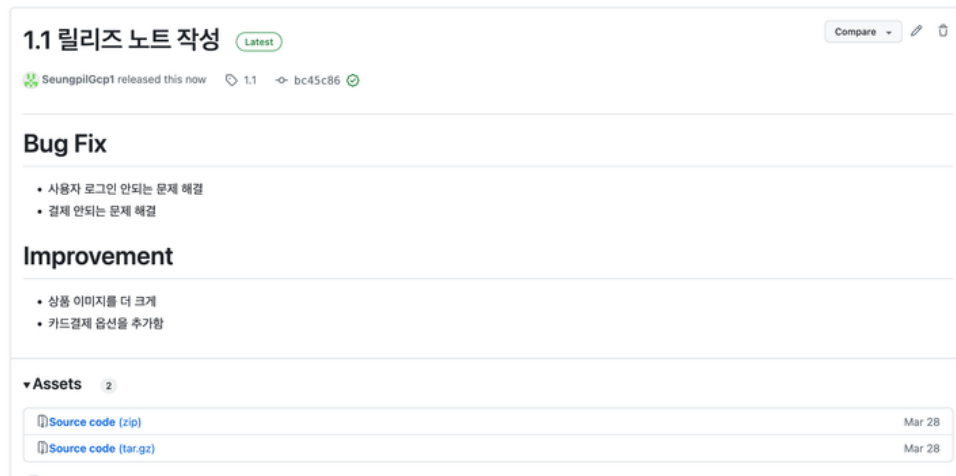 1.1 릴리즈 노트 작성 Latest Compare
SeungpilGcp1 released this now 1.1 bc45c86
Bug Fix
• 사용자 로그인 안되는 문제 해결
• 결제 안되는 문제 해결
Improvement
• 상품 이미지를 더 크게
• 카드결제 옵션을 추가함
Assets 2
Source code (zip) Mar 28
Source code (tar.gz) Mar 28